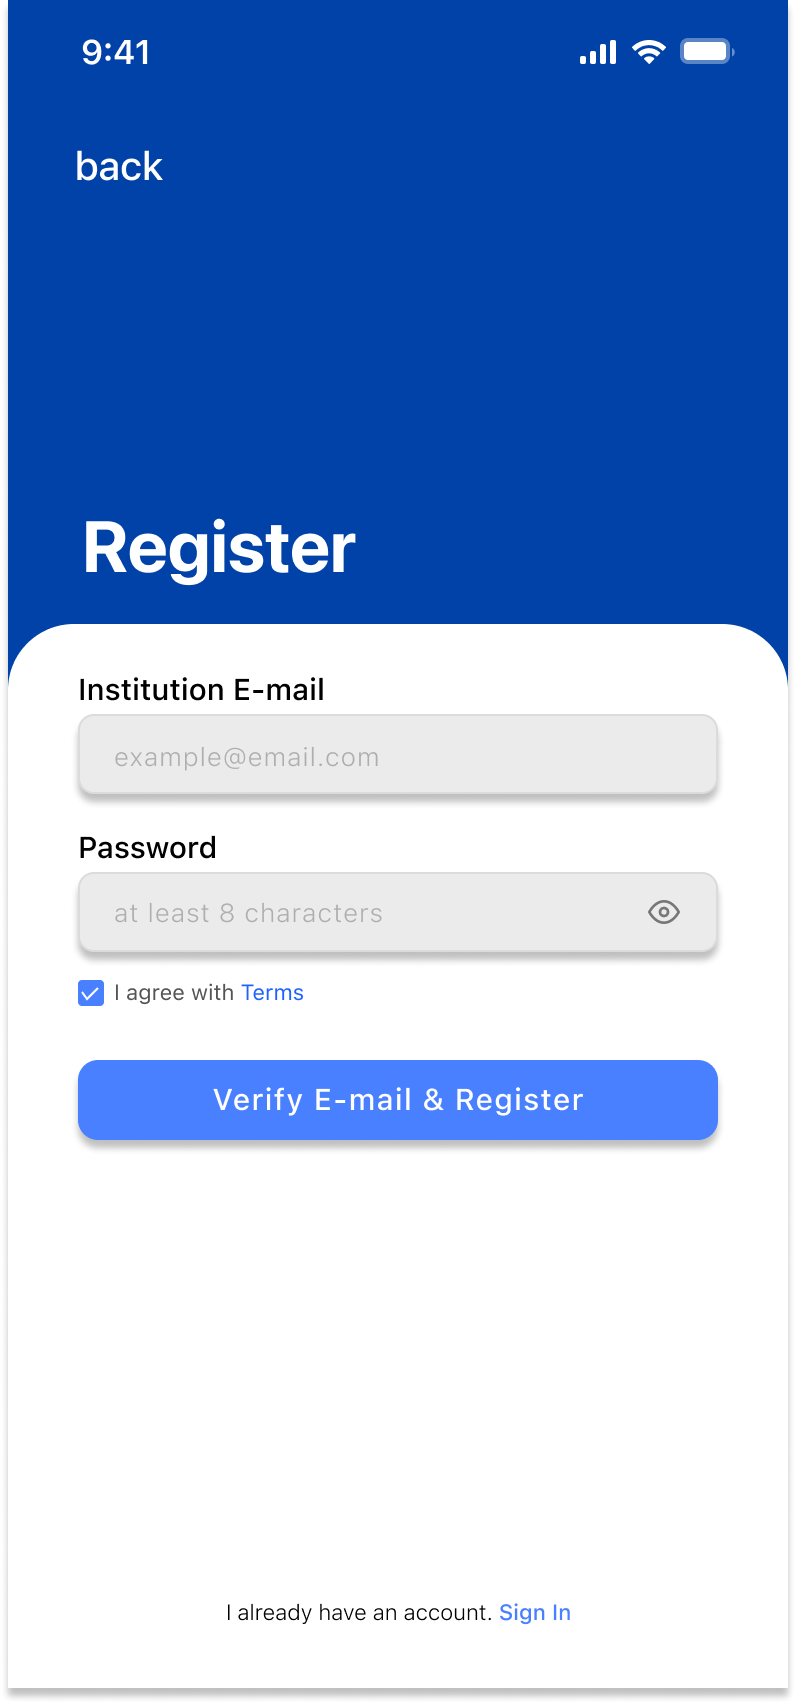 9:41
back
Register
Institution E-mail
example@email.com
Password
at least 8 characters
I agree with Terms
Verify E-mail & Register
I already have an account. Sign In